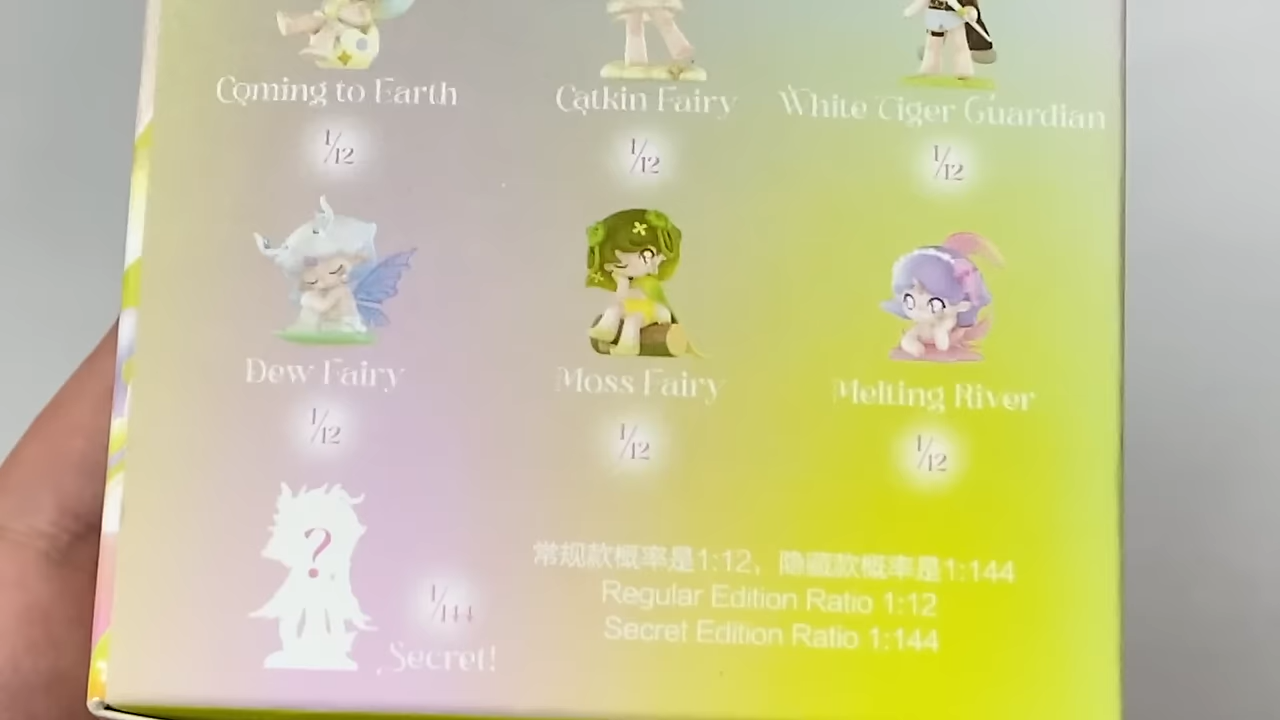 Coming to Earth
Catkin Fairy
White Tiger Guardian
1/12
1/12
1/12
Dew Fairy
Moss Fairy
Melting River
1/12
1/12
1/12
?
1/144
Secret!
常规款概率是1:12，隐藏款概率是1:144
Regular Edition Ratio 1:12
Secret Edition Ratio 1:144